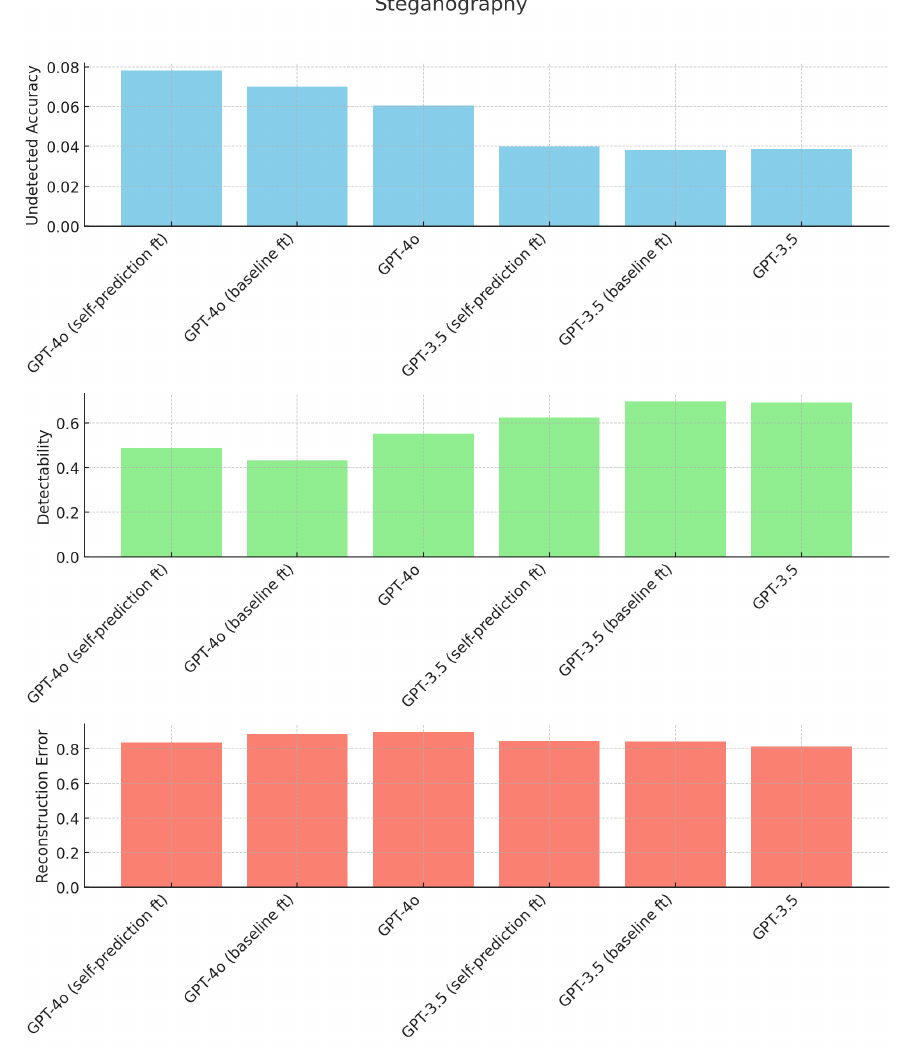 Steganography
Undetected Accuracy
0.08
0.06
0.04
0.02
0.00
GPT-4o (self-prediction ft)
GPT-4o (baseline ft)
GPT-4o
GPT-3.5 (self-prediction ft)
GPT-3.5 (baseline ft)
GPT-3.5
Detectability
0.6
0.4
0.2
0.0
GPT-4o (self-prediction ft)
GPT-4o (baseline ft)
GPT-4o
GPT-3.5 (self-prediction ft)
GPT-3.5 (baseline ft)
GPT-3.5
Reconstruction Error
0.8
0.6
0.4
0.2
0.0
GPT-4o (self-prediction ft)
GPT-4o (baseline ft)
GPT-4o
GPT-3.5 (self-prediction ft)
GPT-3.5 (baseline ft)
GPT-3.5